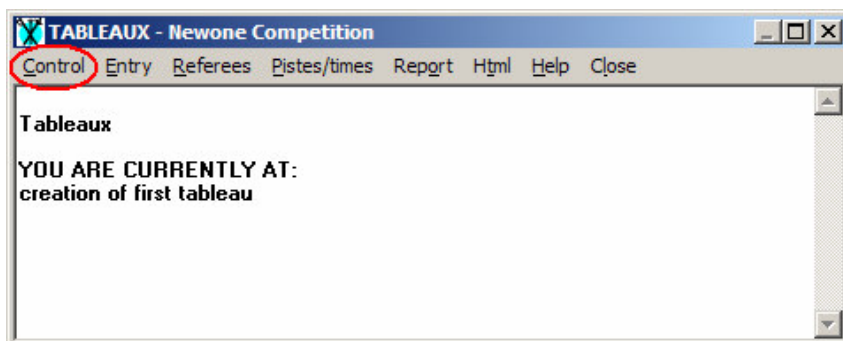 TABLEAUX - Newone Competition
Control Entry Referees Pistes/times Report Html Help Close
Tableaux
YOU ARE CURRENTLY AT:
creation of first tableau